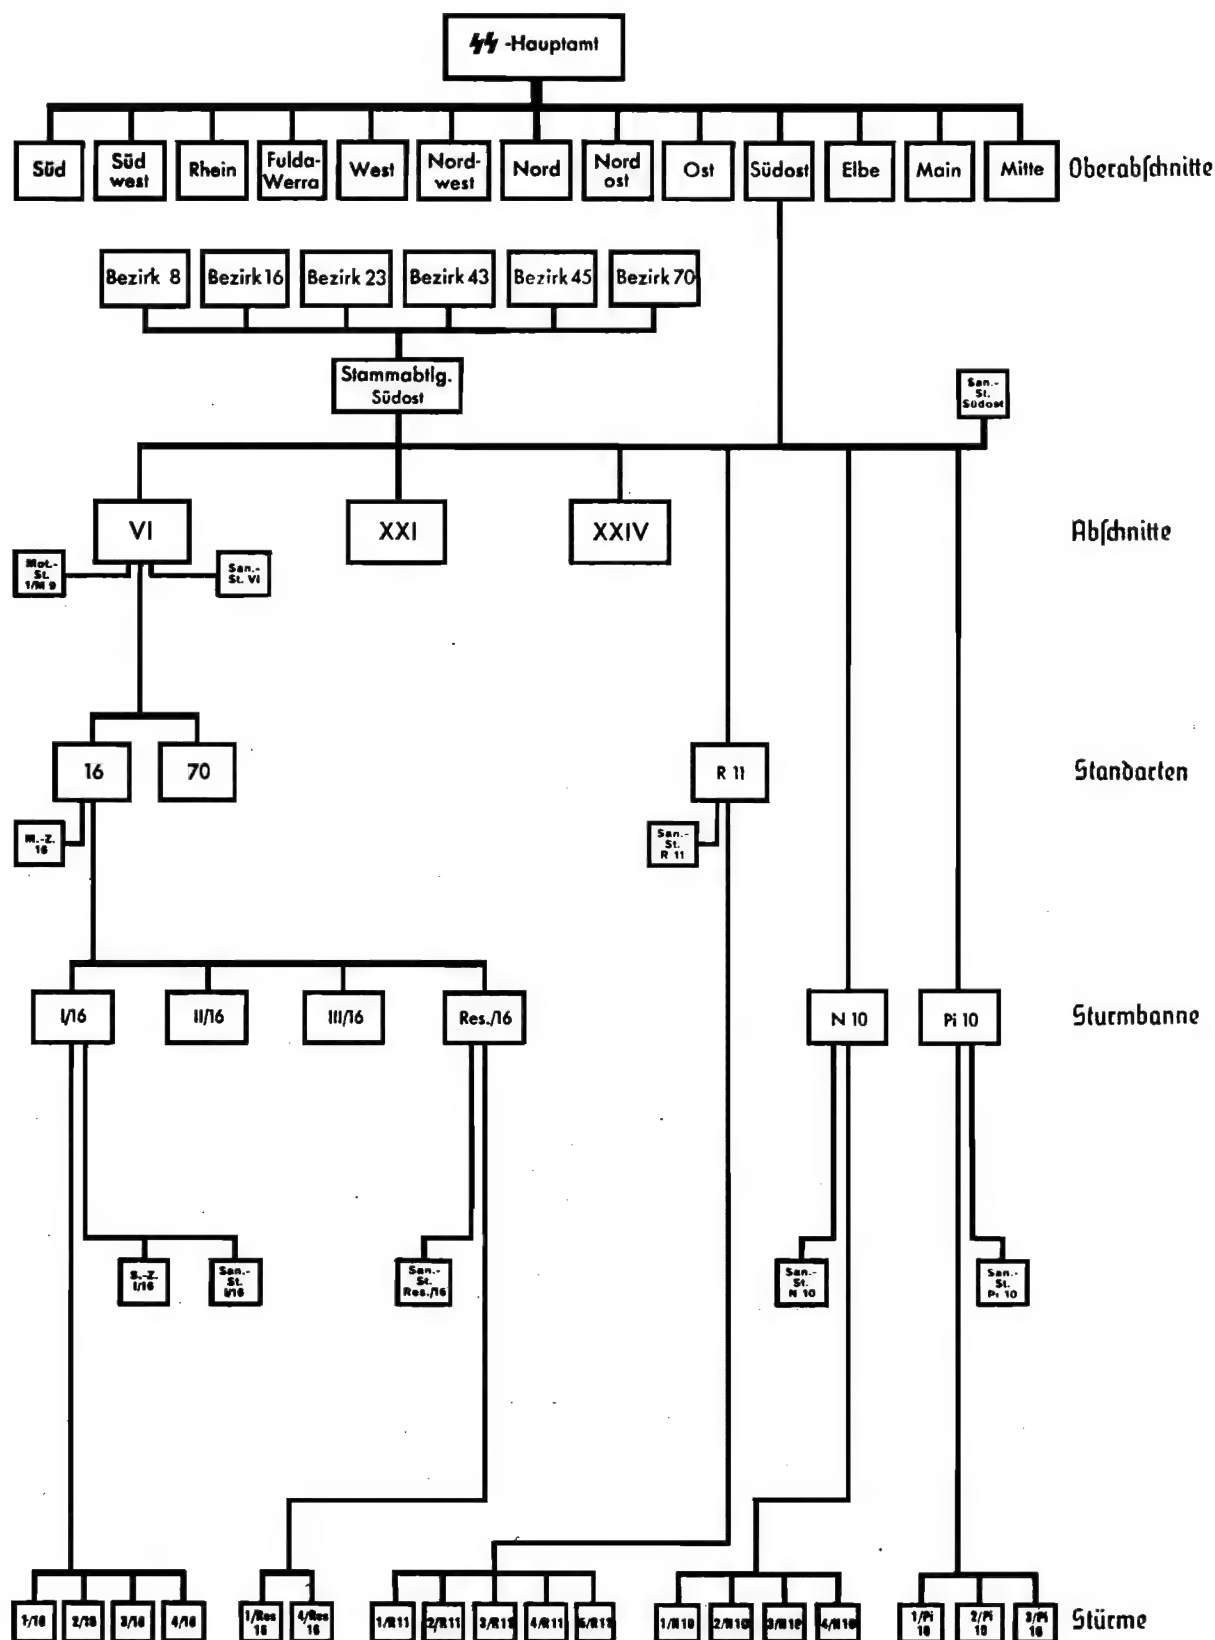 ᛋᛋ-Hauptamt
Süd
Süd
west
Rhein
Fulda-
Werra
West
Nord-
west
Nord
Nord
ost
Ost
Südost
Elbe
Main
Mitte
Oberabſchnitte
Bezirk 8
Bezirk 16
Bezirk 23
Bezirk 43
Bezirk 45
Bezirk 70
Stammabtlg.
Südost
San.-
St.
Südost
VI
XXI
XXIV
Abſchnitte
Mot.-
St.
1/M 9
San.-
St. VI
16
70
R 11
Standarten
M.-Z.
16
San.-
St.
R 11
I/16
II/16
III/16
Res./16
N 10
Pi 10
Sturmbanne
S.-Z.
I/16
San.-
St.
I/16
San.-
St.
Res./16
San.-
St.
N 10
San.-
St.
Pi 10
1/16
2/16
3/16
4/16
1/Res
16
4/Res
16
1/R11
2/R11
3/R11
4/R11
5/R11
1/N10
2/N10
3/N10
4/N10
1/Pi
10
2/Pi
10
3/Pi
10
Stürme